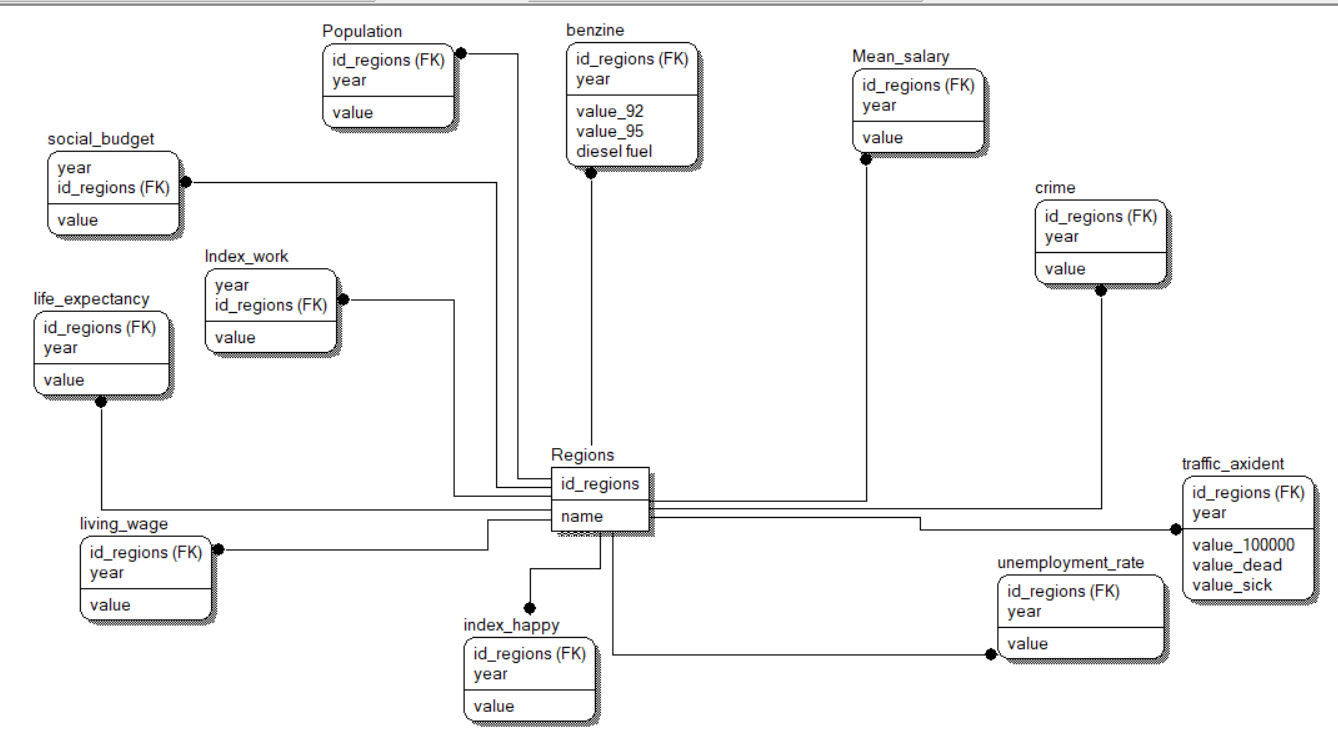 Population
id_regions (FK)
year
value
benzine
id_regions (FK)
year
value_92
value_95
diesel fuel
Mean_salary
id_regions (FK)
year
value
social_budget
year
id_regions (FK)
value
crime
id_regions (FK)
year
value
Index_work
year
id_regions (FK)
value
life_expectancy
id_regions (FK)
year
value
Regions
id_regions
name
traffic_axident
id_regions (FK)
year
value_100000
value_dead
value_sick
living_wage
id_regions (FK)
year
value
unemployment_rate
id_regions (FK)
year
value
index_happy
id_regions (FK)
year
value